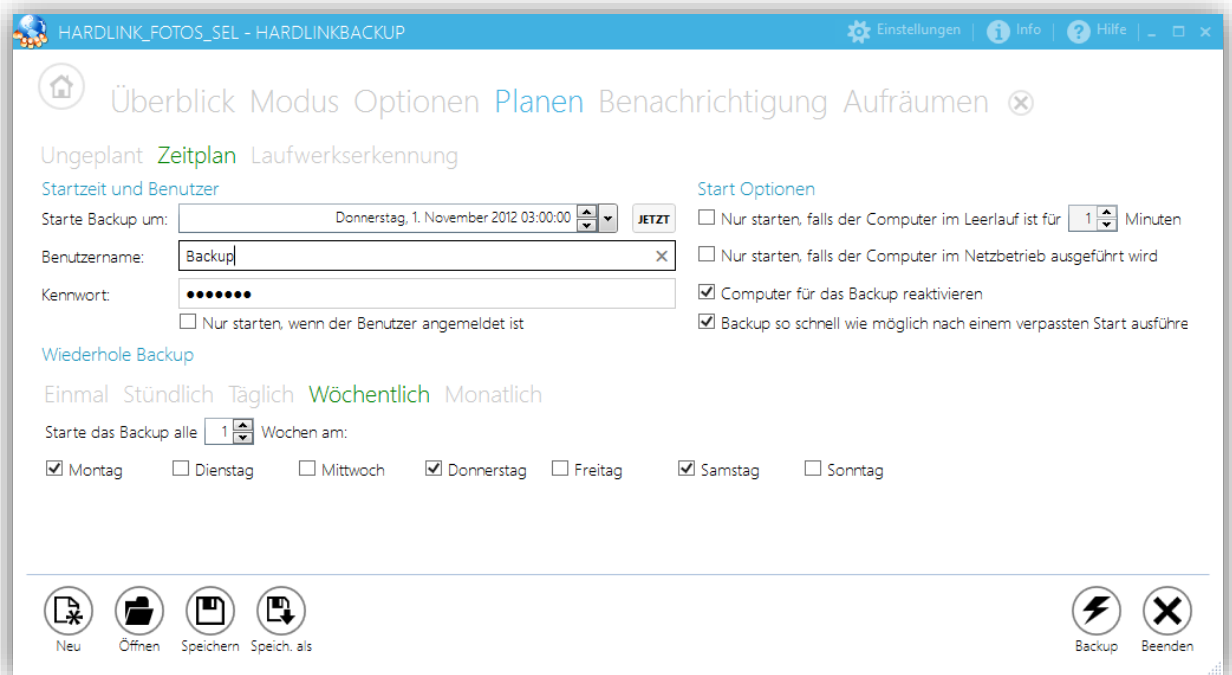 HARDLINK_FOTOS_SEL - HARDLINKBACKUP Einstellungen Info Hilfe
Überblick Modus Optionen Planen Benachrichtigung Aufräumen
Ungeplant Zeitplan Laufwerkserkennung
Startzeit und Benutzer
Starte Backup um: Donnerstag, 1. November 2012 03:00:00 JETZT
Benutzername: Backup
Kennwort: ●●●●●●●
Nur starten, wenn der Benutzer angemeldet ist
Start Optionen
Nur starten, falls der Computer im Leerlauf ist für 1 Minuten
Nur starten, falls der Computer im Netzbetrieb ausgeführt wird
Computer für das Backup reaktivieren
Backup so schnell wie möglich nach einem verpassten Start ausführe
Wiederhole Backup
Einmal Stündlich Täglich Wöchentlich Monatlich
Starte das Backup alle 1 Wochen am:
Montag Dienstag Mittwoch Donnerstag Freitag Samstag Sonntag
Neu Öffnen Speichern Speich. als Backup Beenden